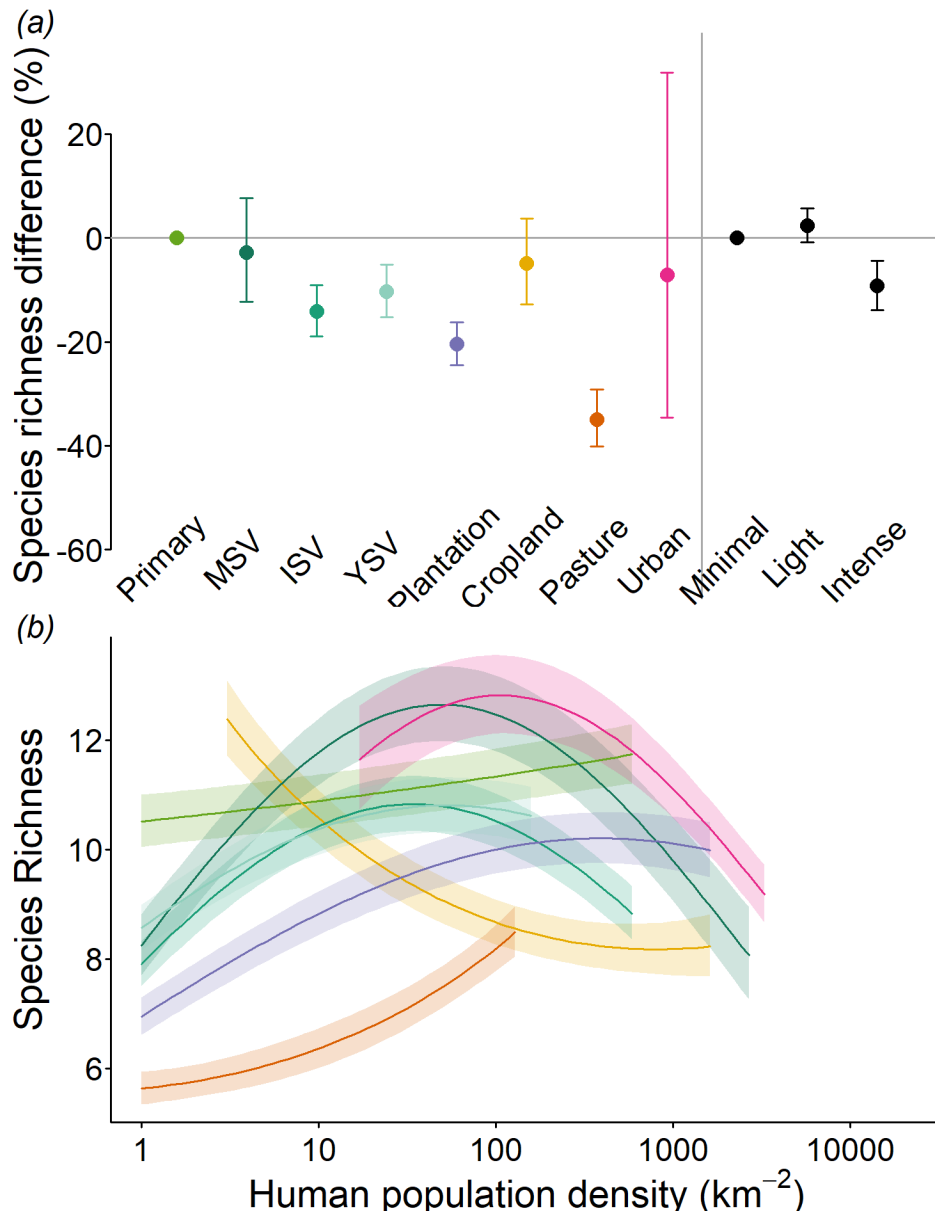 (a)
Species richness difference (%)
20
0
-20
-40
-60
Primary
MSV
ISV
YSV
Plantation
Cropland
Pasture
Urban
Minimal
Light
Intense
(b)
Species Richness
12
10
8
6
1 10 100 1000 10000
Human population density (km⁻²)